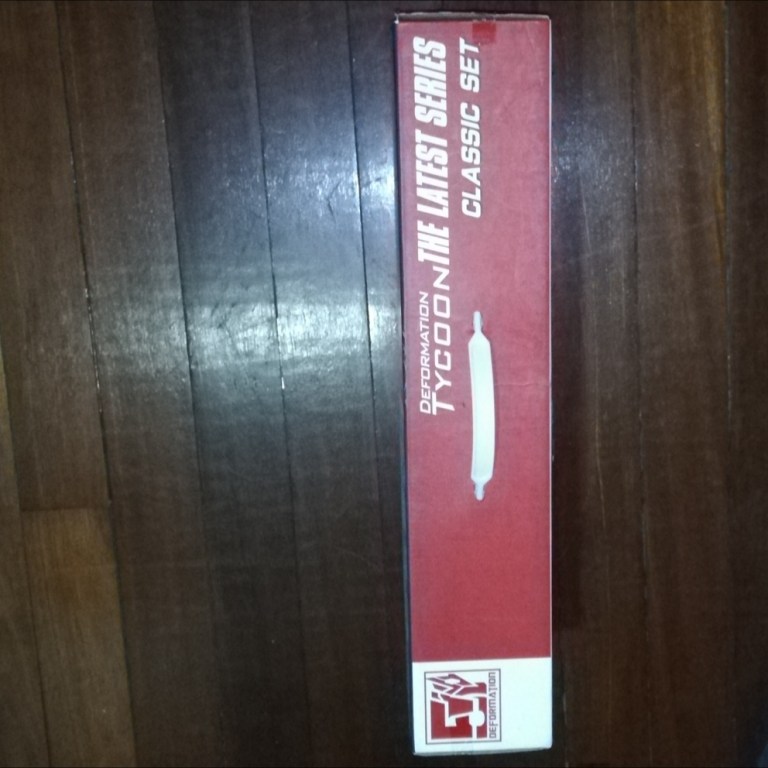 DEFORMATION
TYCOON THE LATEST SERIES
CLASSIC SET
DEFORMATION